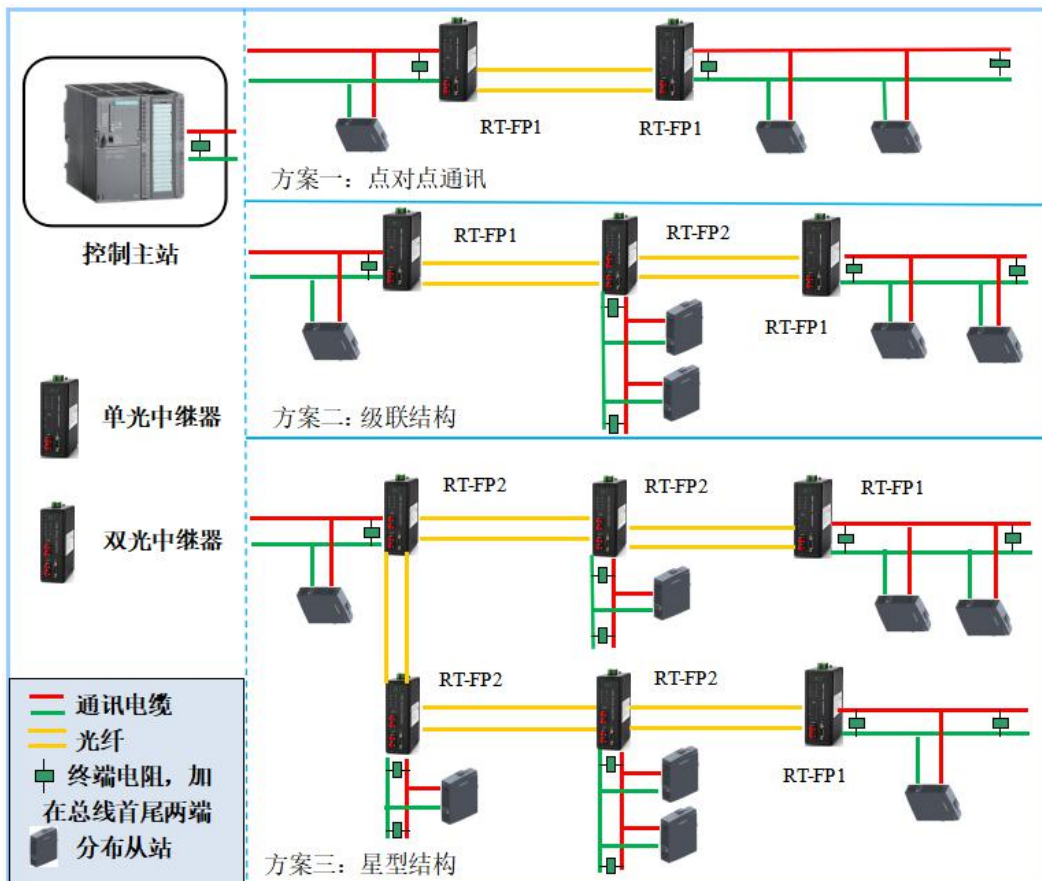 控制主站
单光中继器
双光中继器
通讯电缆
光纤
终端电阻，加
在总线首尾两端
分布从站
RT-FP1
RT-FP1
方案一：点对点通讯
RT-FP1
RT-FP2
RT-FP1
方案二：级联结构
RT-FP2
RT-FP2
RT-FP1
RT-FP2
RT-FP2
RT-FP1
方案三：星型结构